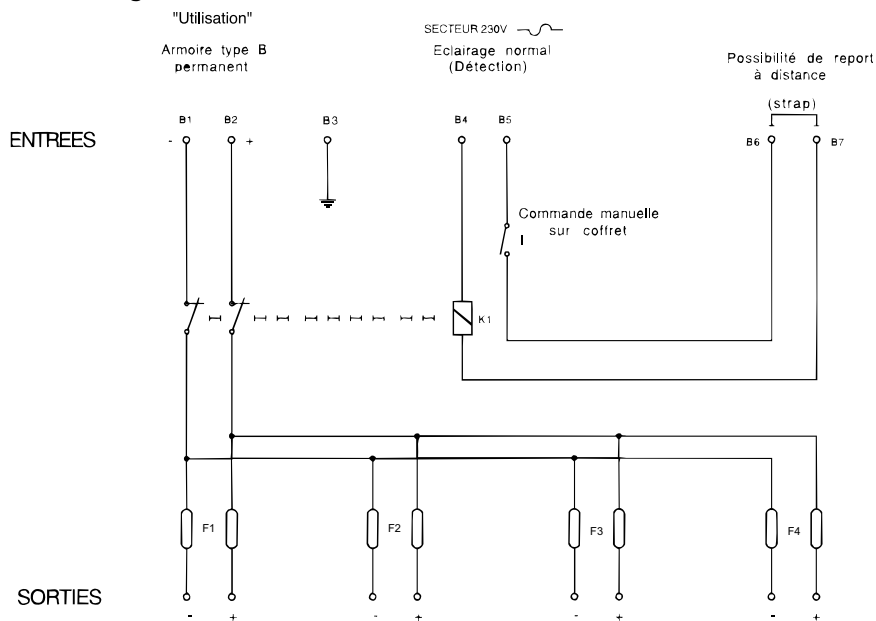 "Utilisation"
SECTEUR 230V
Armoire type B
permanent
Eclairage normal
(Détection)
Possibilité de report
à distance
(strap)
B1
B2
B3
B4
B5
ENTREES
-
+
B6
B7
Commande manuelle
sur coffret
I
K1
F1
F2
F3
F4
SORTIES
-
+
-
+
-
+
-
+